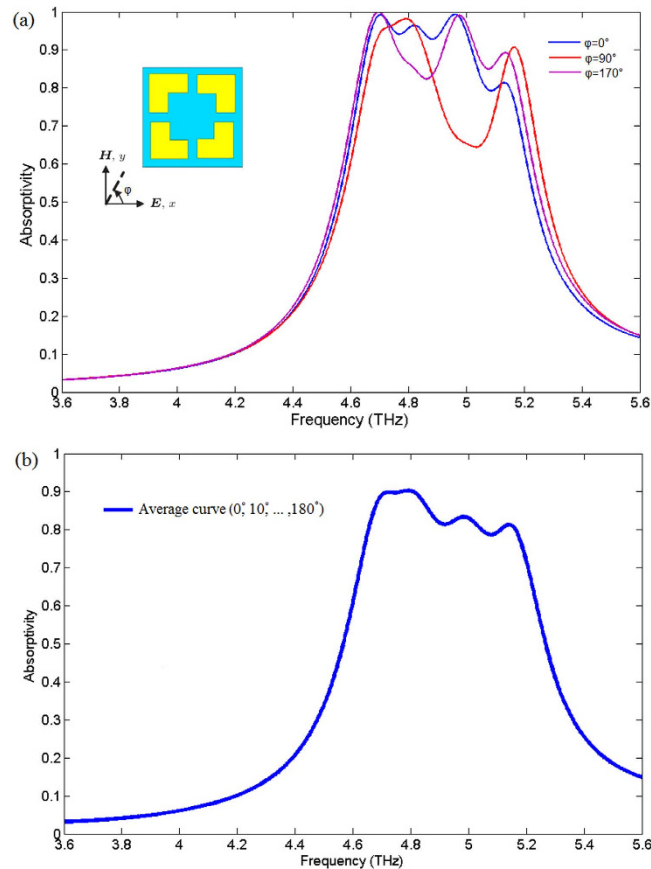 (a)
1
0.9
0.8
0.7
0.6
0.5
0.4
0.3
0.2
0.1
0
Absorptivity
φ=0°
φ=90°
φ=170°
H, y
φ
E, x
3.6 4 4.2 4.4 4.6 4.8 5 5.2 5.4 5.6
Frequency (THz)
(b)
1
0.9
0.8
0.7
0.6
0.5
0.4
0.3
0.2
0.1
0
Absorptivity
Average curve (0°, 10°, ... ,180°)
3.6 3.8 4 4.2 4.4 4.6 4.8 5 5.2 5.4 5.6
Frequency (THz)